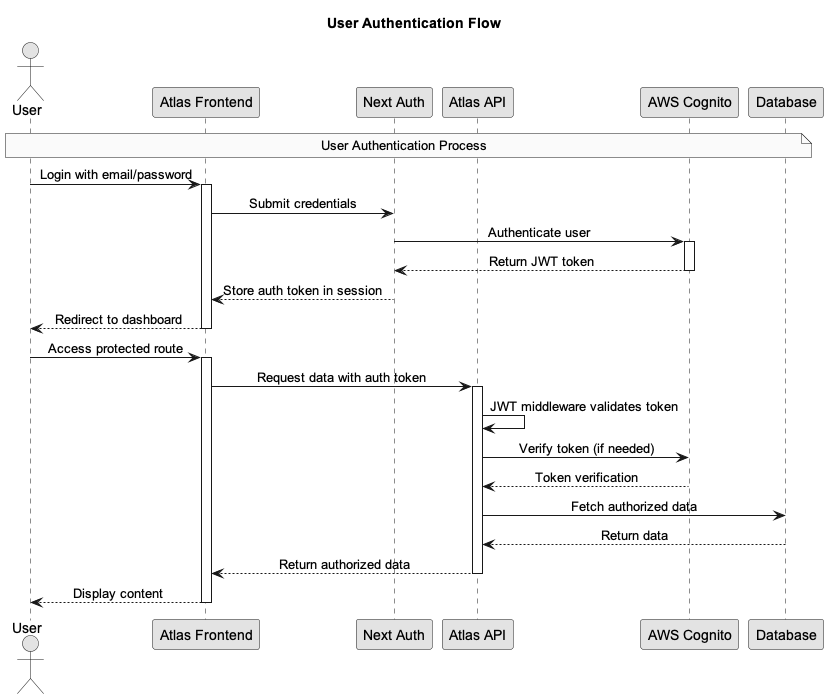 User Authentication Flow
User
Atlas Frontend
Next Auth
Atlas API
AWS Cognito
Database
User Authentication Process
Login with email/password
Submit credentials
Authenticate user
Return JWT token
Store auth token in session
Redirect to dashboard
Access protected route
Request data with auth token
JWT middleware validates token
Verify token (if needed)
Token verification
Fetch authorized data
Return data
Return authorized data
Display content
User
Atlas Frontend
Next Auth
Atlas API
AWS Cognito
Database